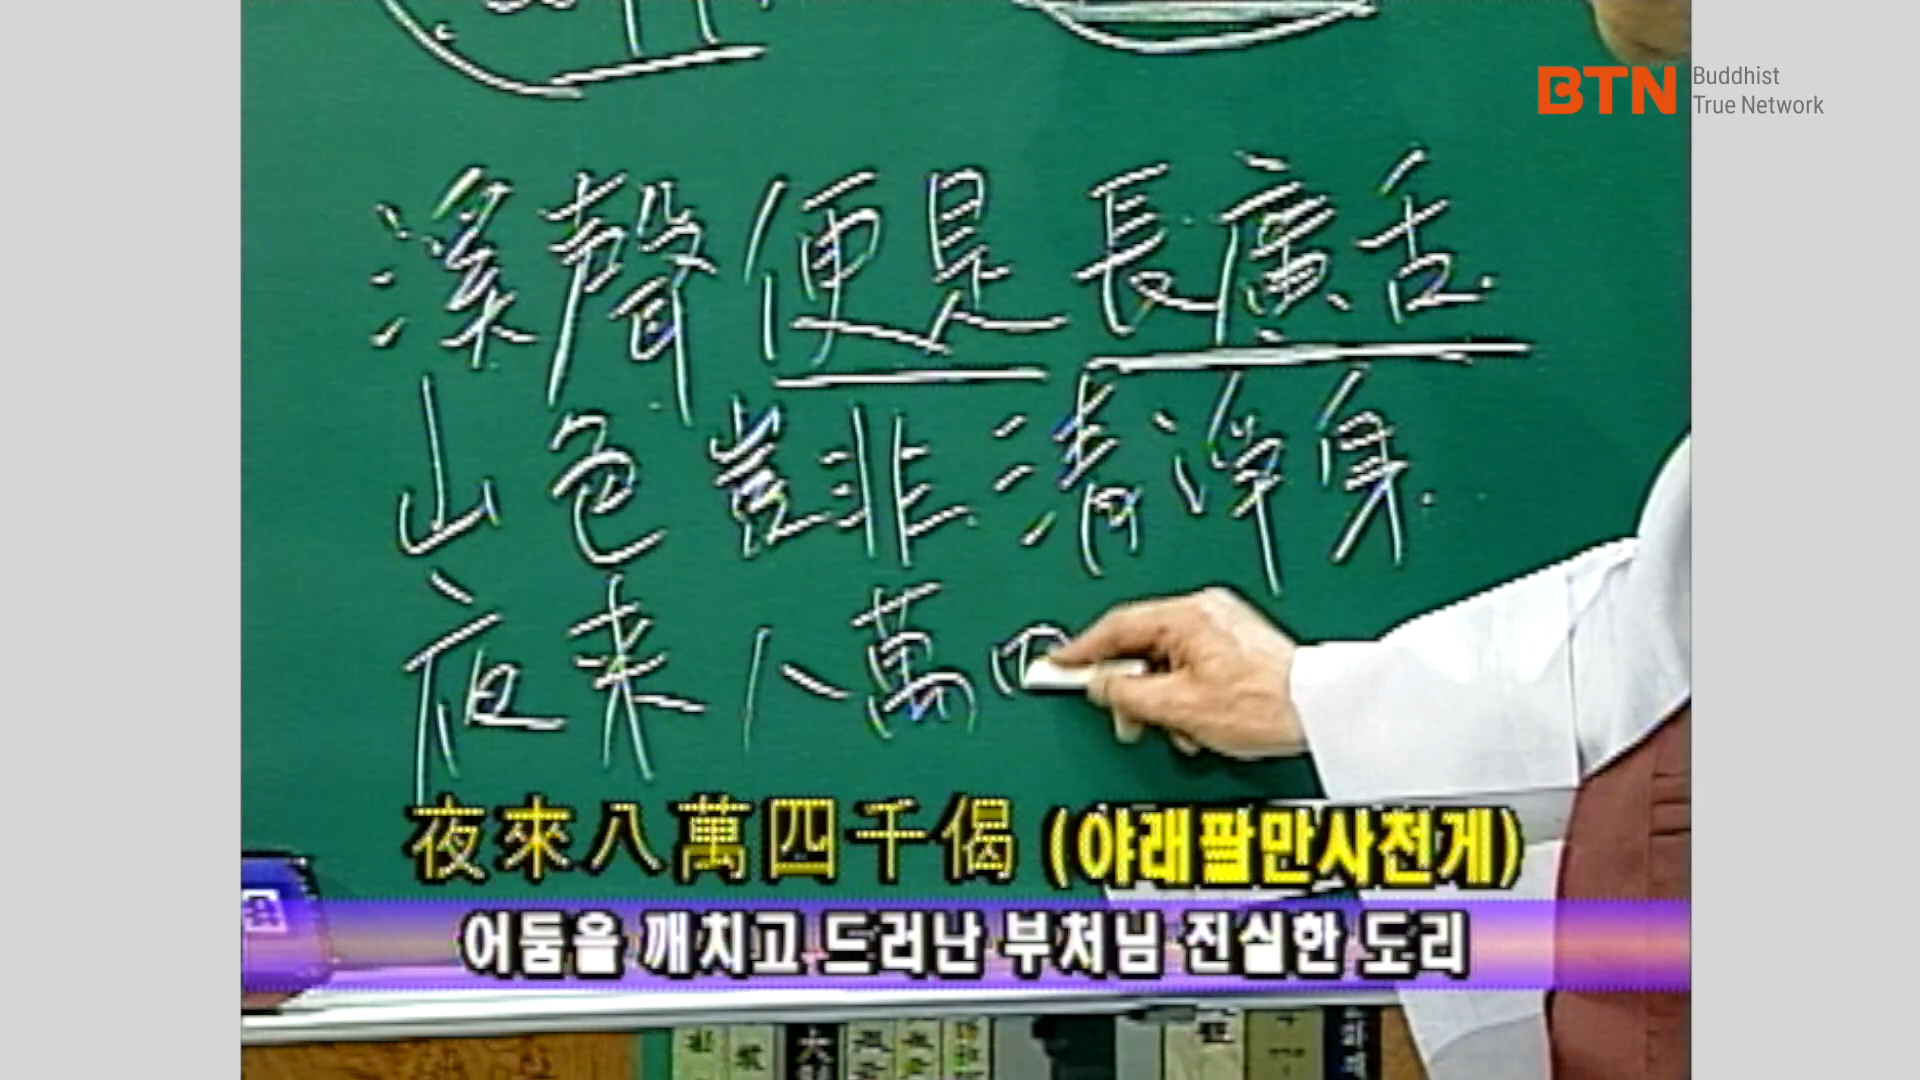 BTN Buddhist
True Network
溪聲便是長廣舌
山色豈非清淨身
夜来八萬四
夜來八萬四千偈 (야래팔만사천게)
어둠을 깨치고 드러난 부처님 진실한 도리
大